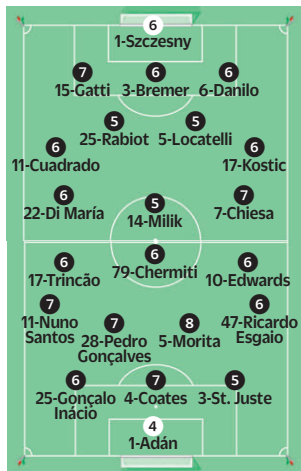 6
1-Szczesny
7 6 6
15-Gatti 3-Bremer 6-Danilo
5 5
25-Rabiot 5-Locatelli
6 6
11-Cuadrado 17-Kostic
6 5 7
22-Di María 14-Milik 7-Chiesa
6 6 6
17-Trincão 79-Chermiti 10-Edwards
7 7 8 6
11-Nuno Santos 28-Pedro Gonçalves 5-Morita 47-Ricardo Esgaio
6 7 5
25-Gonçalo Inácio 4-Coates 3-St. Juste
4
1-Adán